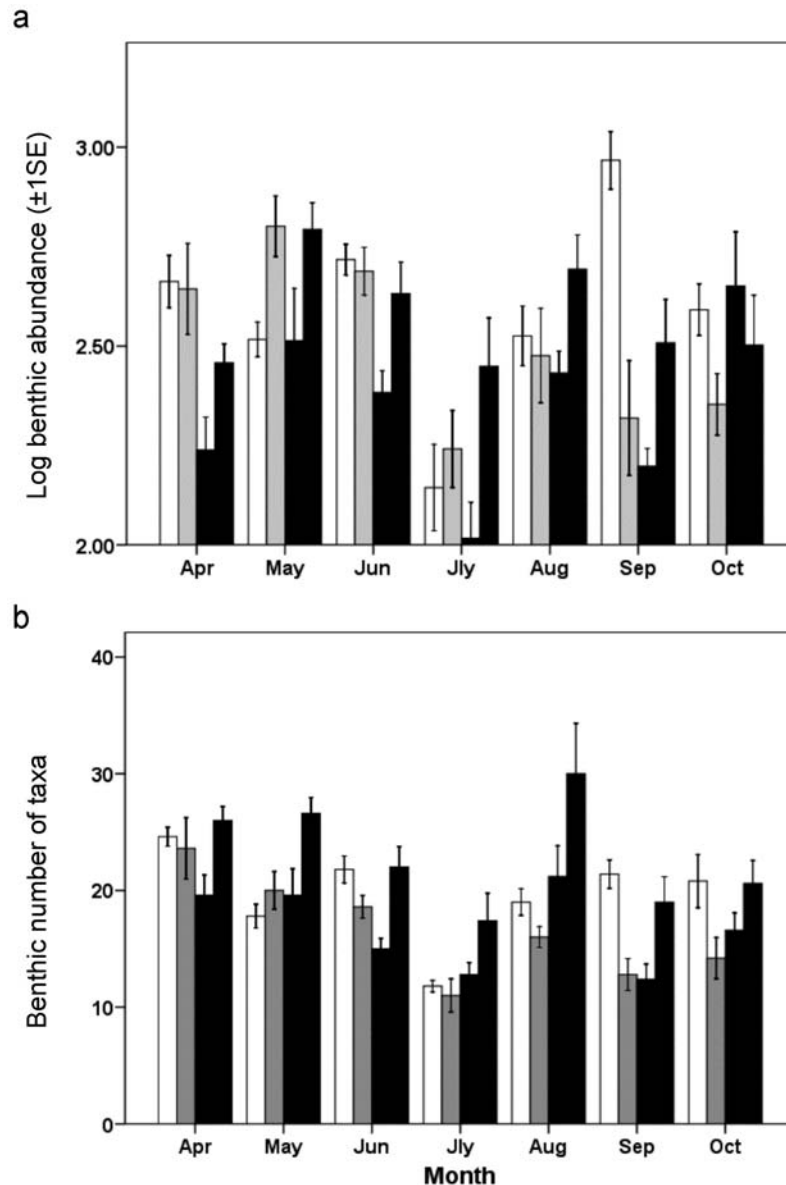 a
Log benthic abundance (±1SE)
3.00
2.50
2.00
Apr May Jun Jly Aug Sep Oct
b
Benthic number of taxa
40
30
20
10
0
Apr May Jun Jly Aug Sep Oct
Month